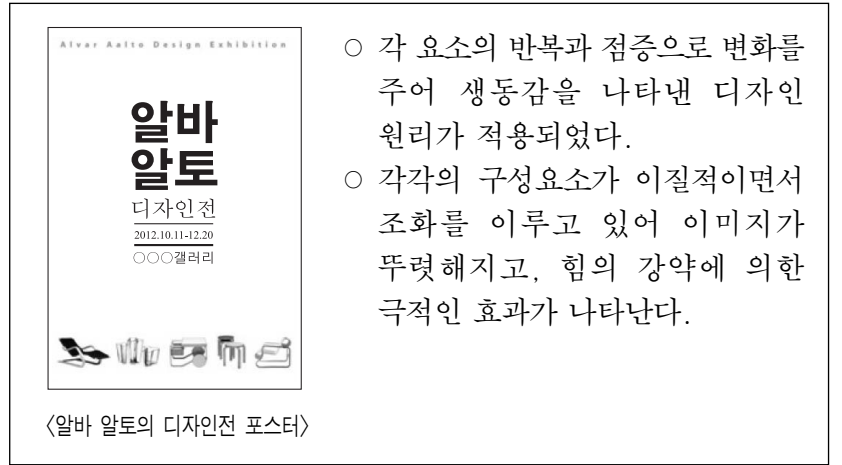 Alvar Aalto Design Exhibition
알바
알토
디자인전
2012.10.11-12.20
○○○갤러리
〈알바 알토의 디자인전 포스터〉
○ 각 요소의 반복과 점증으로 변화를
주어 생동감을 나타낸 디자인
원리가 적용되었다.
○ 각각의 구성요소가 이질적이면서
조화를 이루고 있어 이미지가
뚜렷해지고, 힘의 강약에 의한
극적인 효과가 나타난다.